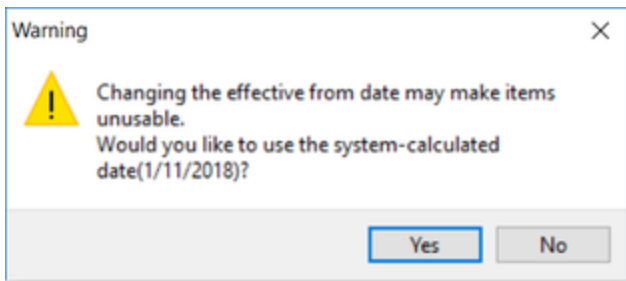 Warning
Changing the effective from date may make items
unusable.
Would you like to use the system-calculated
date(1/11/2018)?
Yes No